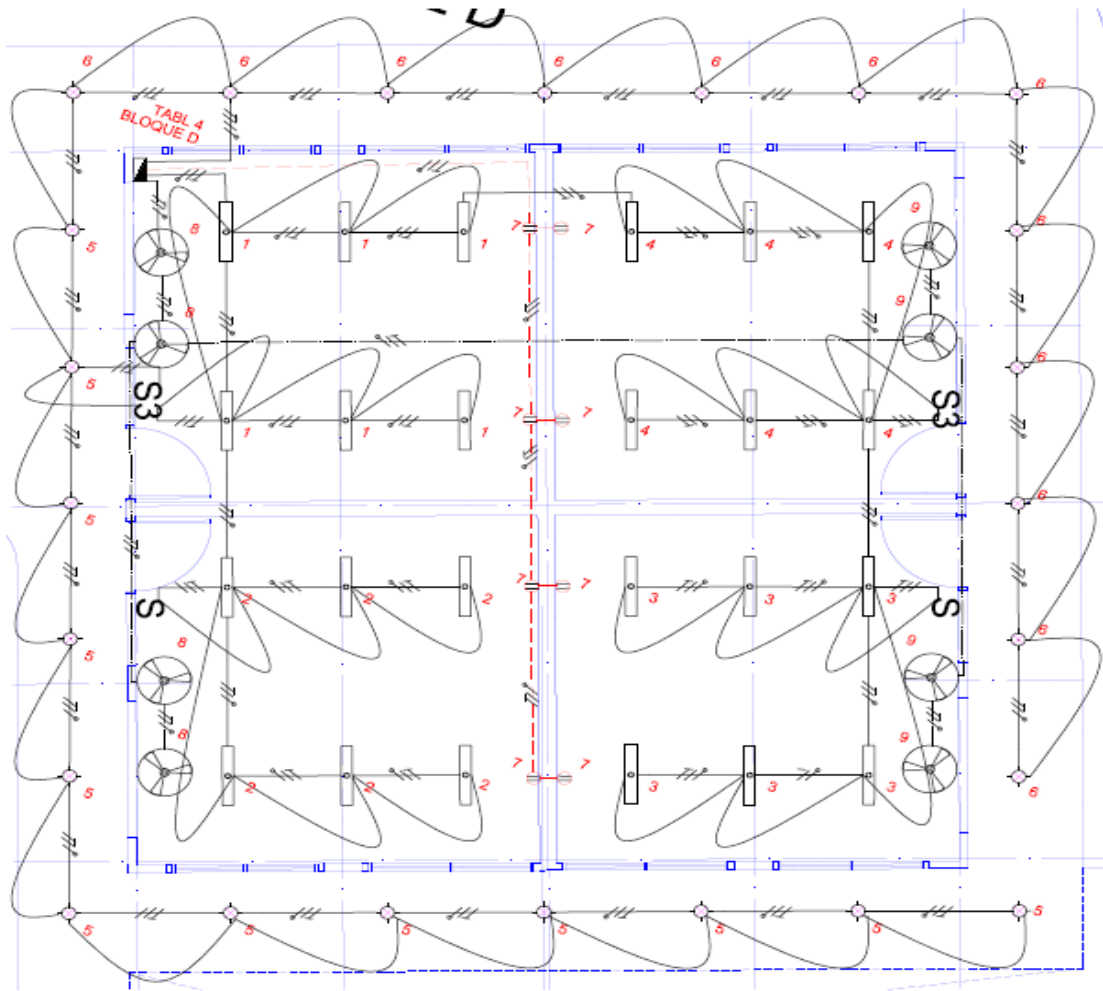 D
6 6 6 6 6 6 6
TABL 4
BLOQUE D
5 8 1 1 1 7 7 4 4 4 9 6
8 9
5 6
S3 S3
1 1 1 7 7 4 4 4
5 6
S S
2 2 2 7 7 3 3 3
5 8 9 6
8 9
5 2 2 2 7 7 3 3 3 6
5 5 5 5 5 5 5